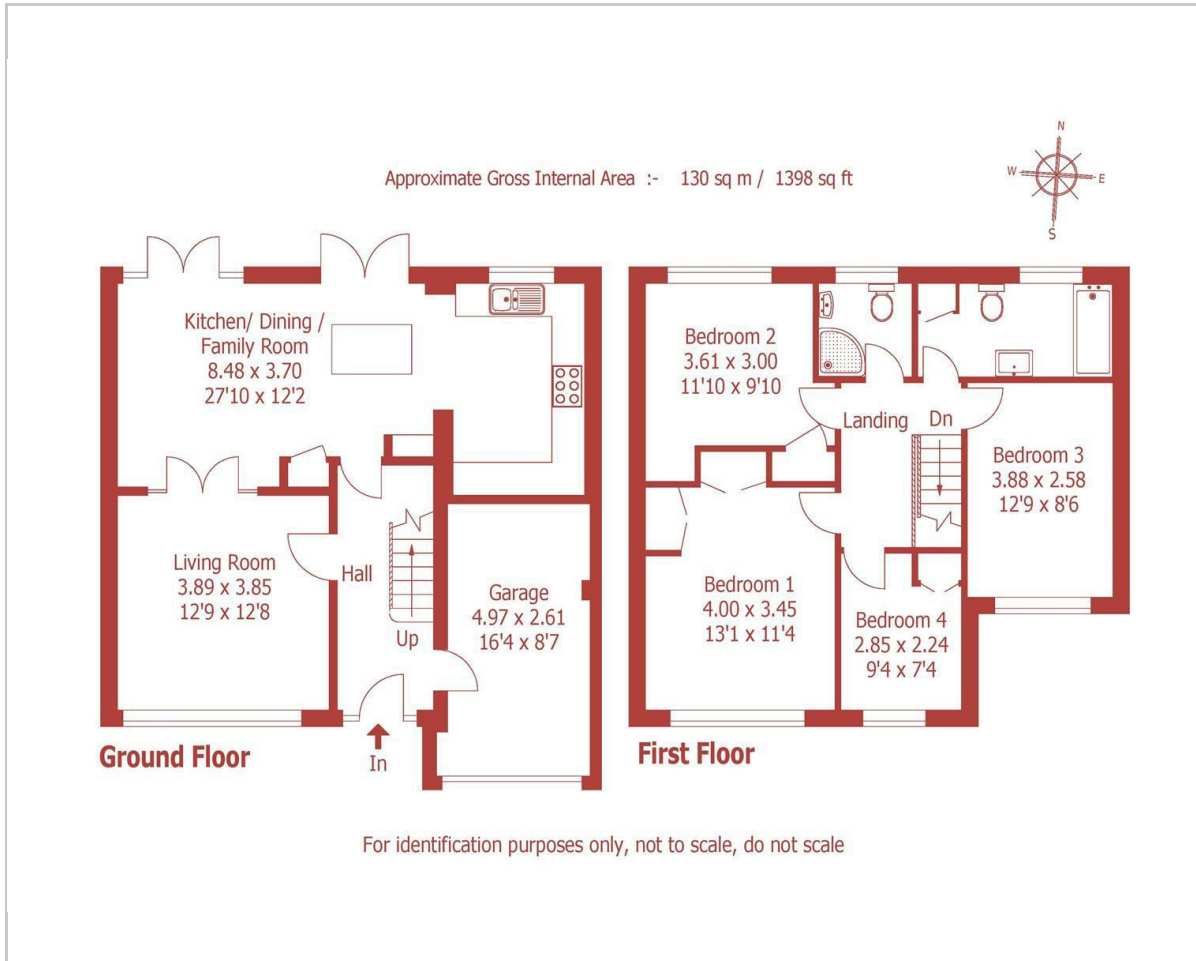 N
W
E
S
Approximate Gross Internal Area :- 130 sq m / 1398 sq ft
Kitchen/ Dining /
Family Room
8.48 x 3.70
27'10 x 12'2
Living Room
3.89 x 3.85
12'9 x 12'8
Hall
Up
Garage
4.97 x 2.61
16'4 x 8'7
In
Ground Floor
Bedroom 2
3.61 x 3.00
11'10 x 9'10
Landing
Dn
Bedroom 3
3.88 x 2.58
12'9 x 8'6
Bedroom 1
4.00 x 3.45
13'1 x 11'4
Bedroom 4
2.85 x 2.24
9'4 x 7'4
First Floor
For identification purposes only, not to scale, do not scale